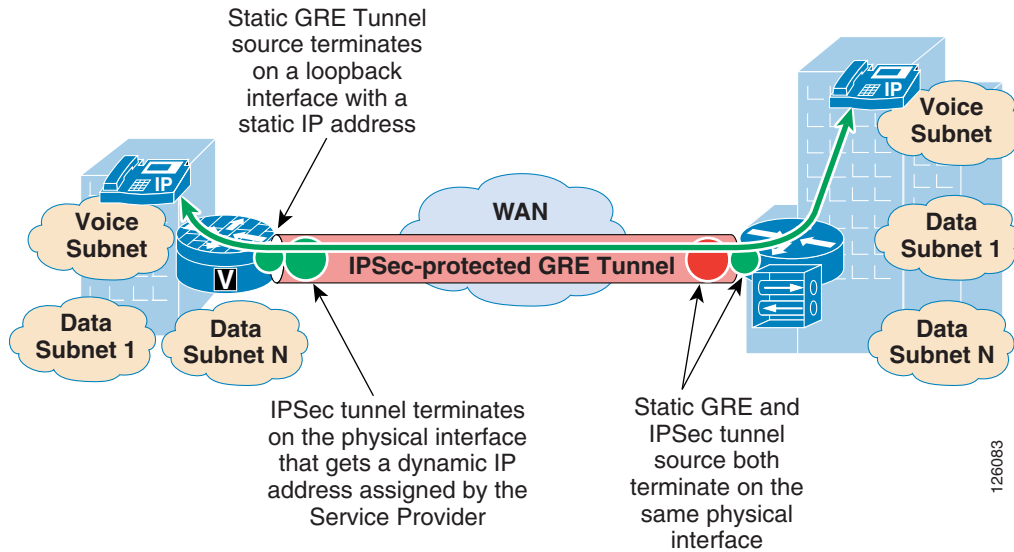 Static GRE Tunnel
source terminates
on a loopback
interface with a
static IP address
IP
Voice
Subnet
WAN
IP
Voice
Subnet
IPSec-protected GRE Tunnel
V
Data
Subnet 1
Data
Subnet N
Data
Subnet 1
Data
Subnet N
IPSec tunnel terminates
on the physical interface
that gets a dynamic IP
address assigned by the
Service Provider
Static GRE and
IPSec tunnel
source both
terminate on the
same physical
interface
126083